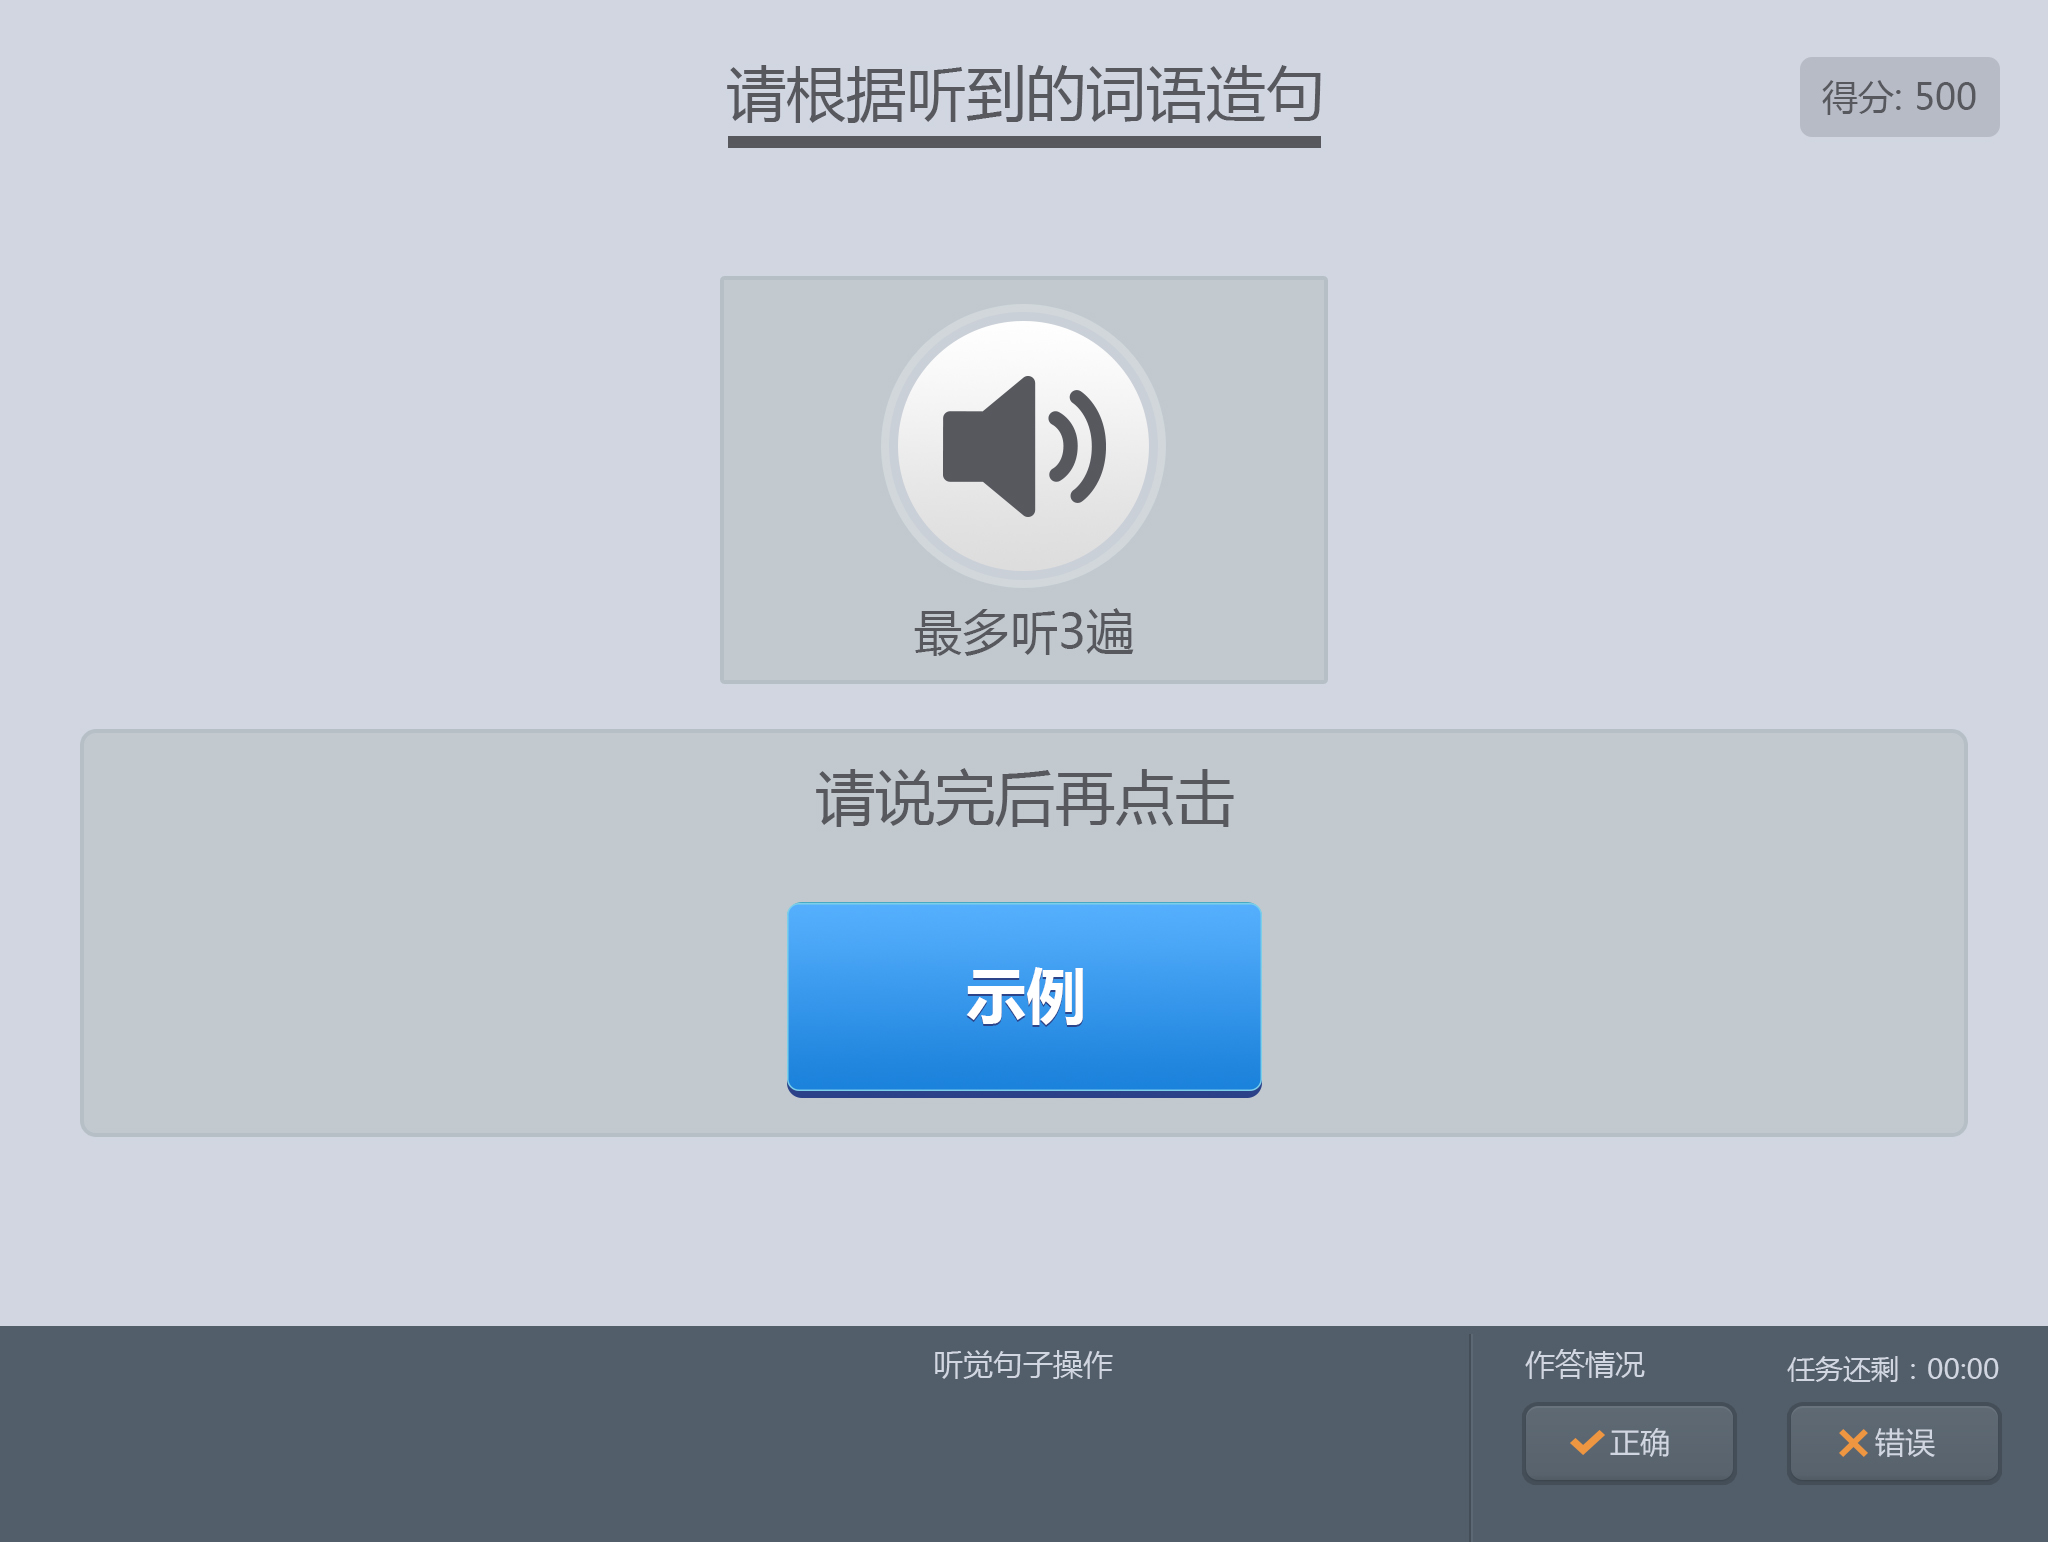 请根据听到的词语造句
得分: 500
最多听3遍
请说完后再点击
示例
听觉句子操作
作答情况
任务还剩：00:00
正确
错误